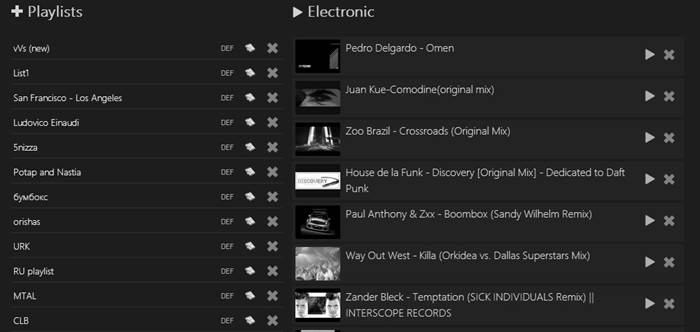 Playlists
vVs (new) DEF
List1 DEF
San Francisco - Los Angeles DEF
Ludovico Einaudi DEF
5nizza DEF
Potap and Nastia DEF
бумбокс DEF
orishas DEF
URK DEF
RU playlist DEF
MTAL DEF
CLB DEF
Electronic
Pedro Delgardo - Omen
Juan Kue-Comodine(original mix)
Zoo Brazil - Crossroads (Original Mix)
DISCOVERY
House de la Funk - Discovery [Original Mix] - Dedicated to Daft
Punk
Paul Anthony & Zxx - Boombox (Sandy Wilhelm Remix)
Way Out West - Killa (Orkidea vs. Dallas Superstars Mix)
Zander Bleck - Temptation (SICK INDIVIDUALS Remix) ||
INTERSCOPE RECORDS